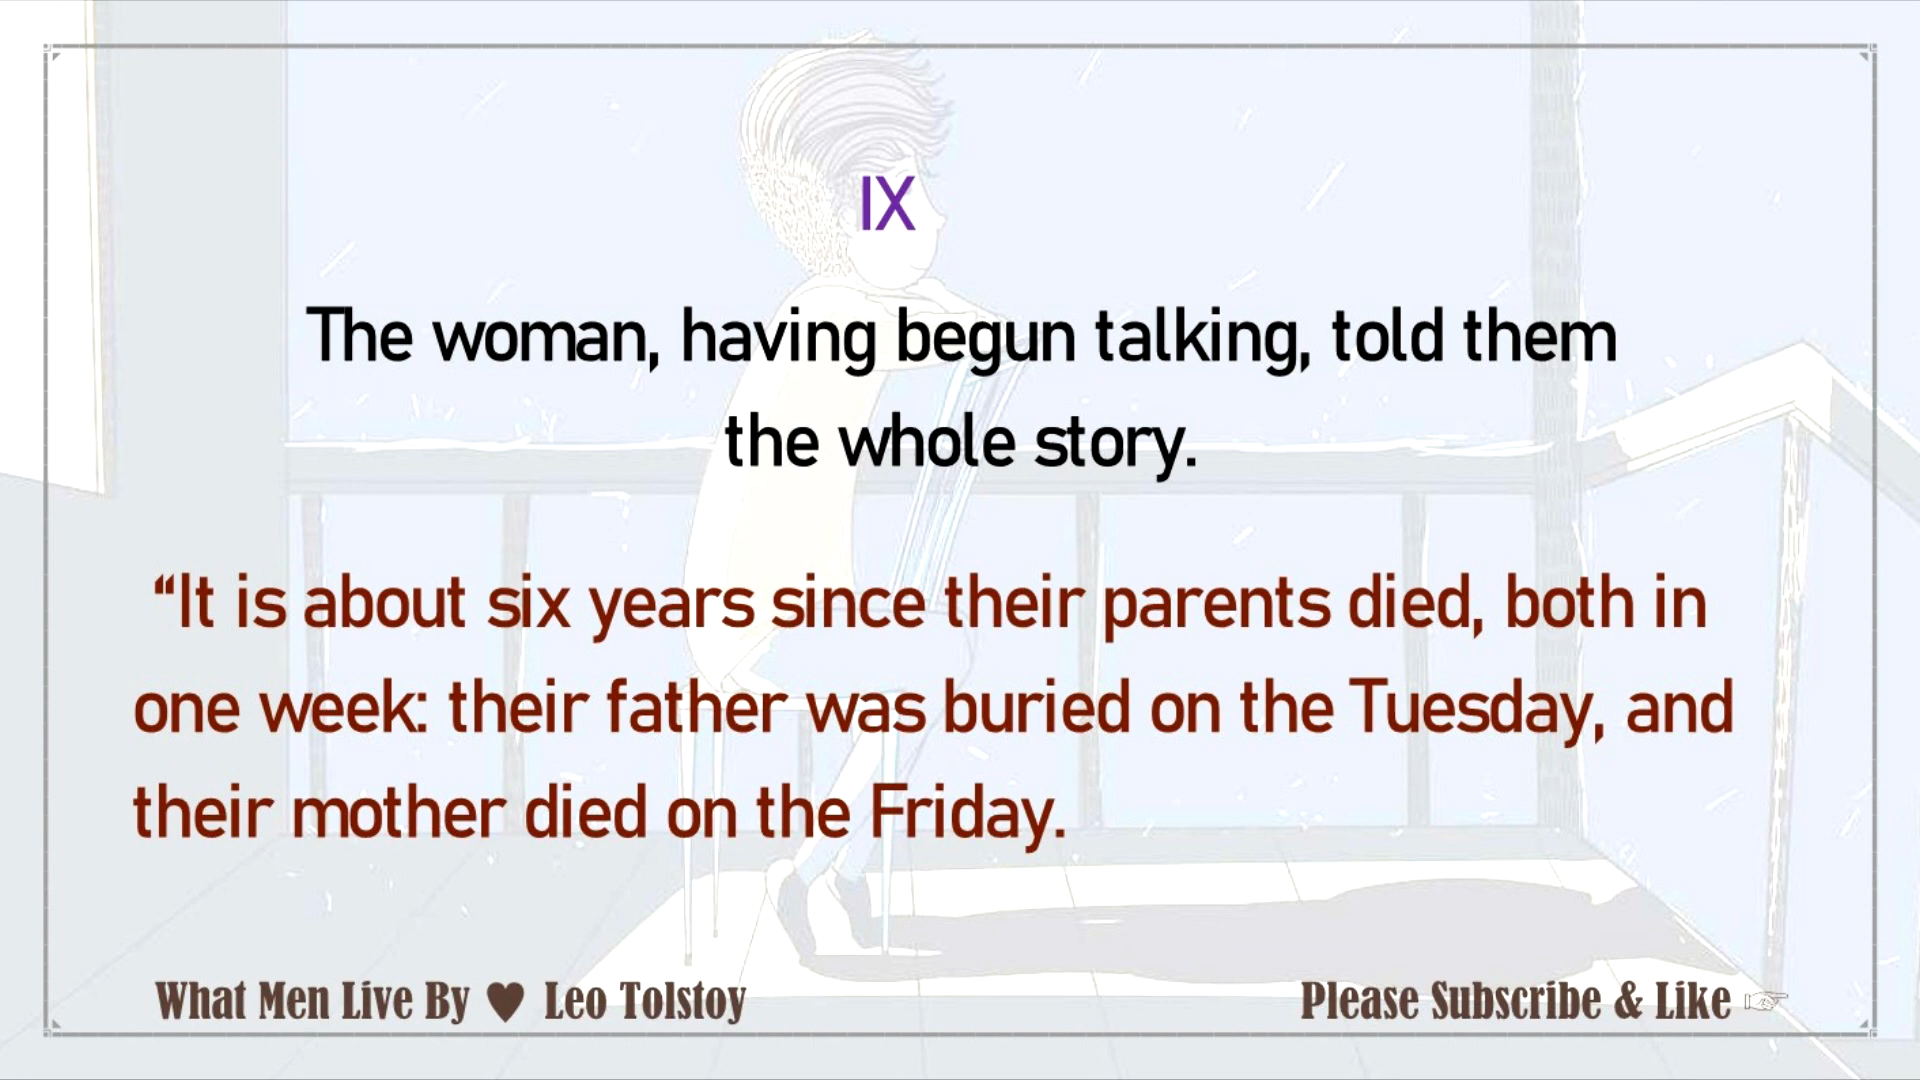 IX
The woman, having begun talking, told them
the whole story.
“It is about six years since their parents died, both in
one week: their father was buried on the Tuesday, and
their mother died on the Friday.
What Men Live By ♥ Leo Tolstoy
Please Subscribe & Like ☞